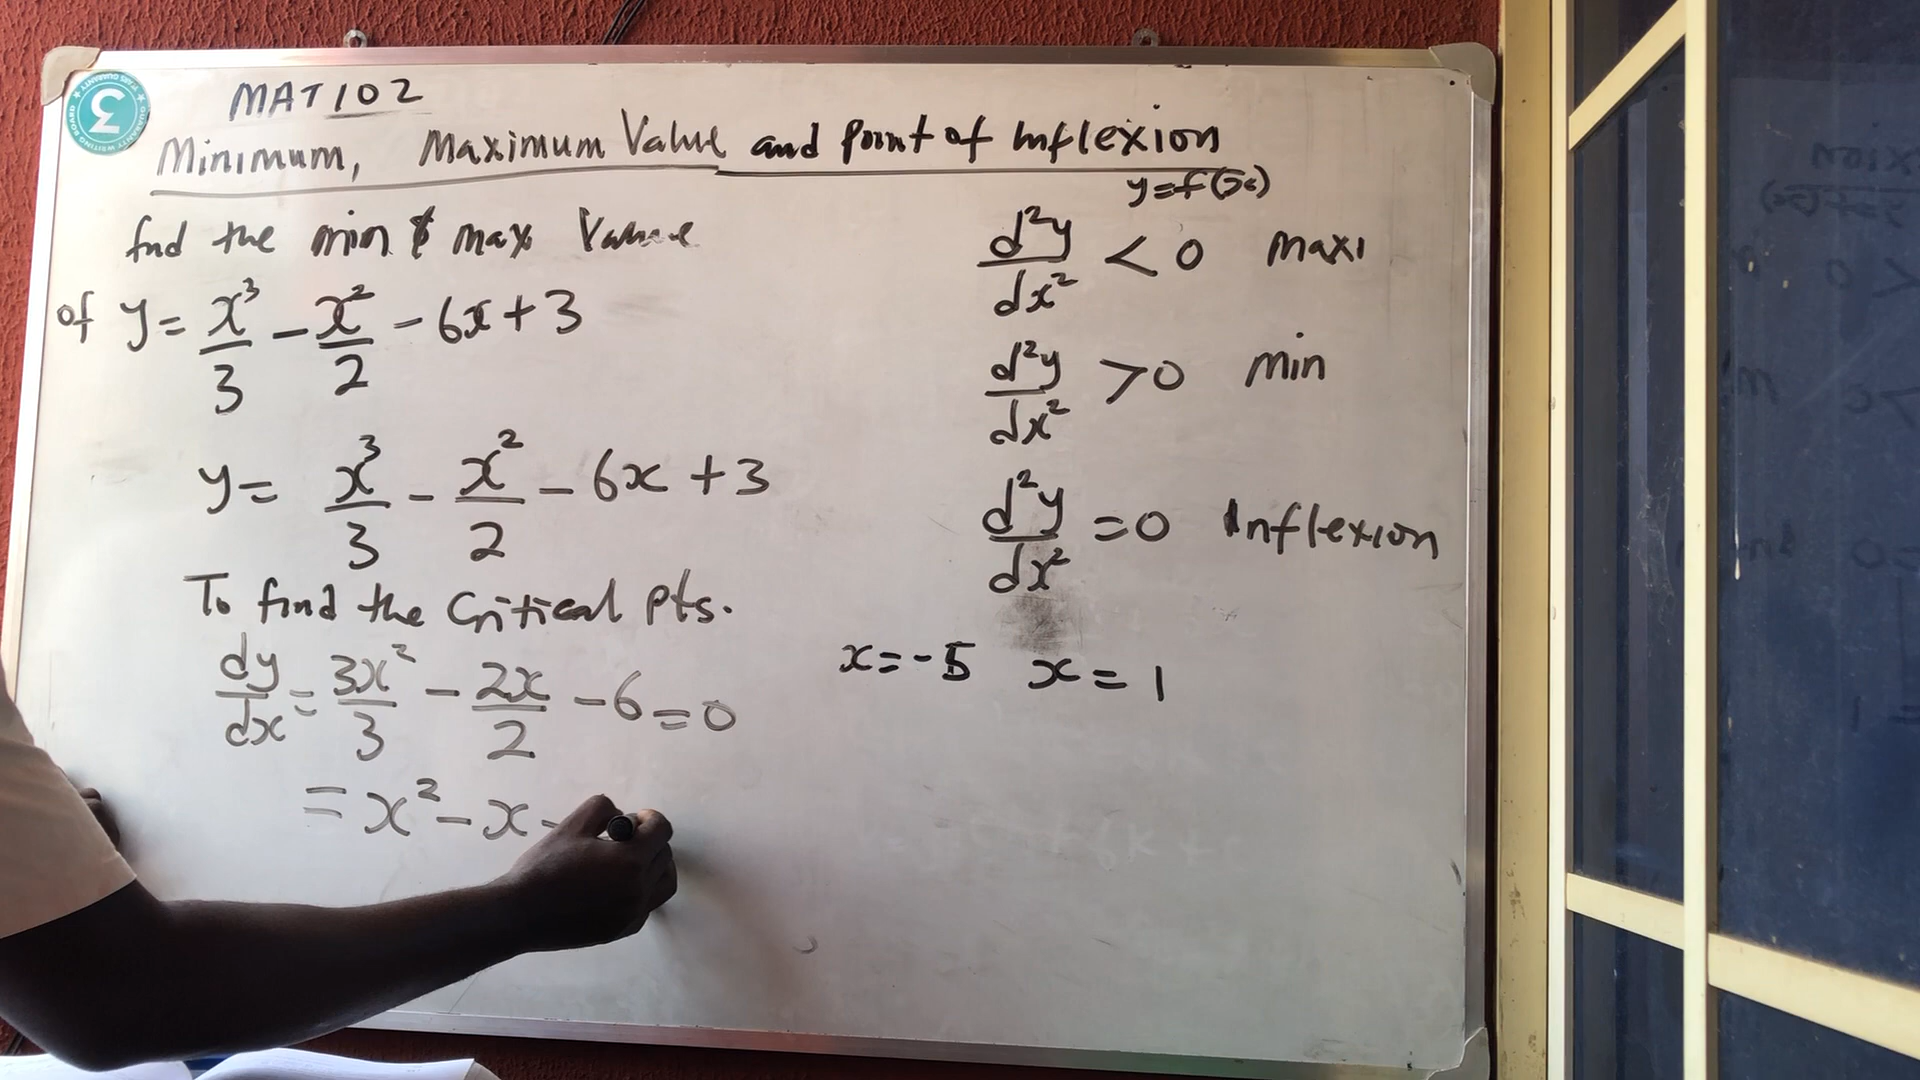 MAT 102
Minimum, Maximum Value and point of Inflexion
y=f(x)
find the min & max Value
of y = x³/3 - x²/2 - 6x + 3
y = x³/3 - x²/2 - 6x + 3
To find the Critical pts.
dy/dx = 3x²/3 - 2x/2 - 6 = 0
= x² - x -
d²y/dx² < 0 maxi
d²y/dx² > 0 min
d²y/dx² = 0 Inflexion
x = -5 x = 1